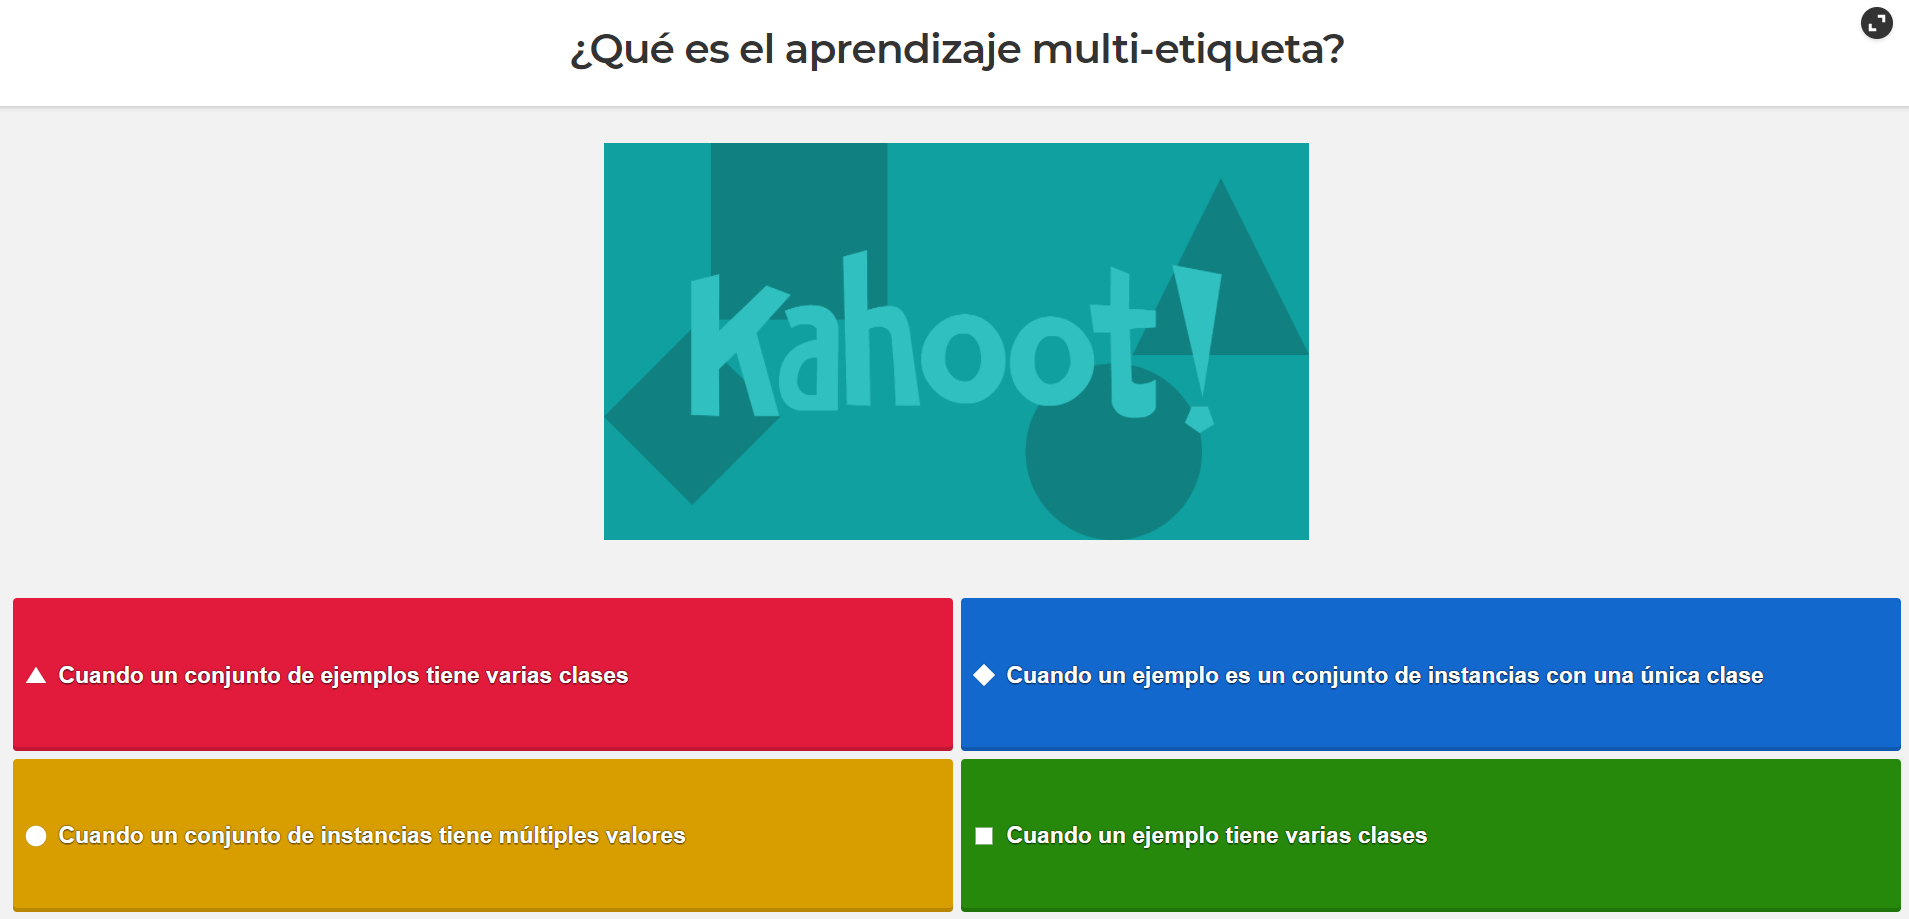 ¿Qué es el aprendizaje multi-etiqueta?
Kahoot!
Cuando un conjunto de ejemplos tiene varias clases
Cuando un ejemplo es un conjunto de instancias con una única clase
Cuando un conjunto de instancias tiene múltiples valores
Cuando un ejemplo tiene varias clases